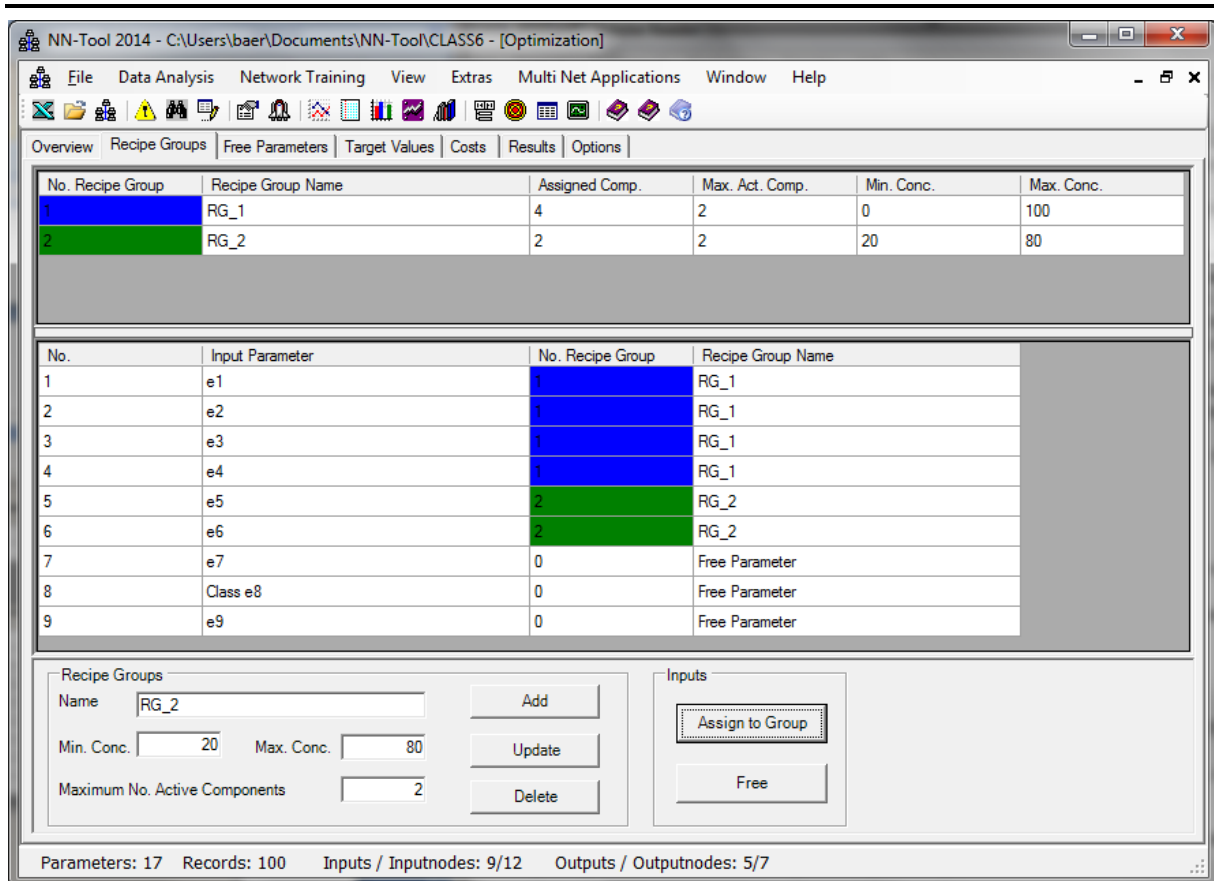 NN-Tool 2014 - C:\Users\baer\Documents\NN-Tool\CLASS6 - [Optimization]
File Data Analysis Network Training View Extras Multi Net Applications Window Help
Overview Recipe Groups Free Parameters Target Values Costs Results Options
No. Recipe Group Recipe Group Name Assigned Comp. Max. Act. Comp. Min. Conc. Max. Conc.
1 RG_1 4 2 0 100
2 RG_2 2 2 20 80
No. Input Parameter No. Recipe Group Recipe Group Name
1 e1 1 RG_1
2 e2 1 RG_1
3 e3 1 RG_1
4 e4 1 RG_1
5 e5 2 RG_2
6 e6 2 RG_2
7 e7 0 Free Parameter
8 Class e8 0 Free Parameter
9 e9 0 Free Parameter
Recipe Groups
Name RG_2
Add
Min. Conc. 20 Max. Conc. 80
Update
Maximum No. Active Components 2
Delete
Inputs
Assign to Group
Free
Parameters: 17 Records: 100 Inputs / Inputnodes: 9/12 Outputs / Outputnodes: 5/7